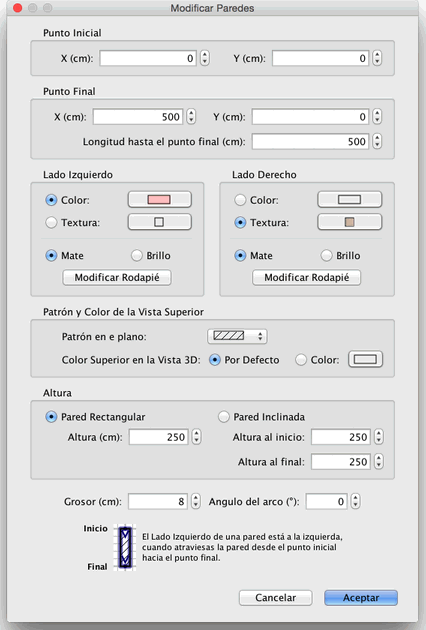 Modificar Paredes
Punto Inicial
X (cm): 0 Y (cm): 0
Punto Final
X (cm): 500 Y (cm): 0
Longitud hasta el punto final (cm): 500
Lado Izquierdo
Color:
Textura:
Mate Brillo
Modificar Rodapié
Lado Derecho
Color:
Textura:
Mate Brillo
Modificar Rodapié
Patrón y Color de la Vista Superior
Patrón en e plano:
Color Superior en la Vista 3D: Por Defecto Color:
Altura
Pared Rectangular Pared Inclinada
Altura (cm): 250 Altura al inicio: 250
Altura al final: 250
Grosor (cm): 8 Angulo del arco (°): 0
Inicio
Final
El Lado Izquierdo de una pared está a la izquierda,
cuando atraviesas la pared desde el punto inicial
hacia el punto final.
Cancelar Aceptar